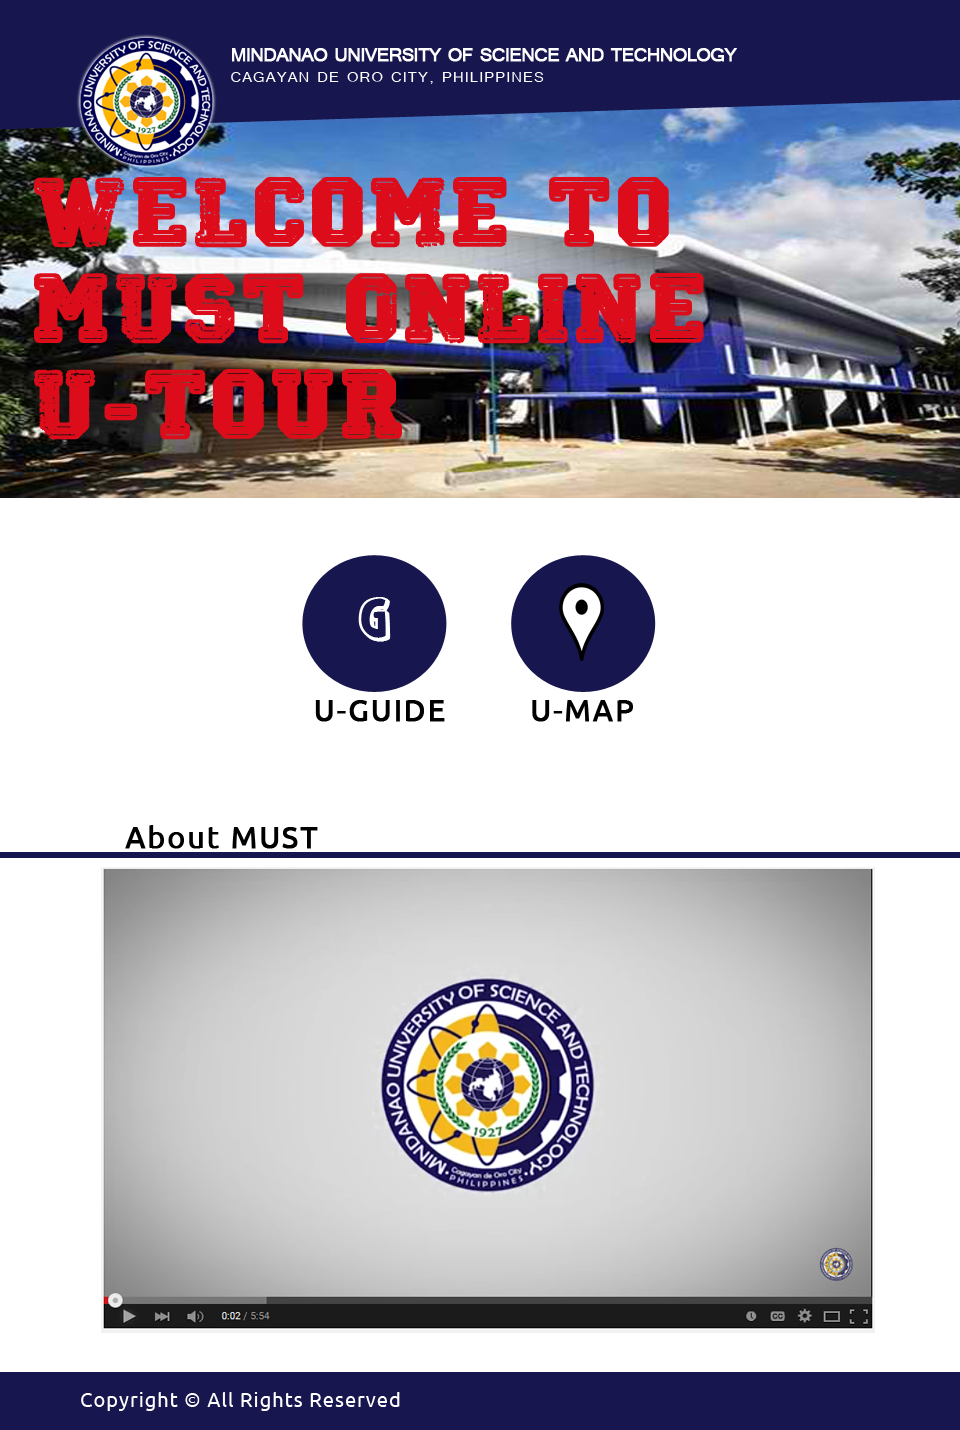 MINDANAO UNIVERSITY OF SCIENCE AND TECHNOLOGY
CAGAYAN DE ORO CITY, PHILIPPINES
MINDANAO UNIVERSITY OF SCIENCE AND TECHNOLOGY
1927
Cagayan de Oro City
PHILIPPINES
WELCOME TO
MUST ONLINE
U-TOUR
G
U-GUIDE
U-MAP
About MUST
MINDANAO UNIVERSITY OF SCIENCE AND TECHNOLOGY
1927
Cagayan de Oro City
PHILIPPINES
0:02 / 5:54
CC
Copyright © All Rights Reserved